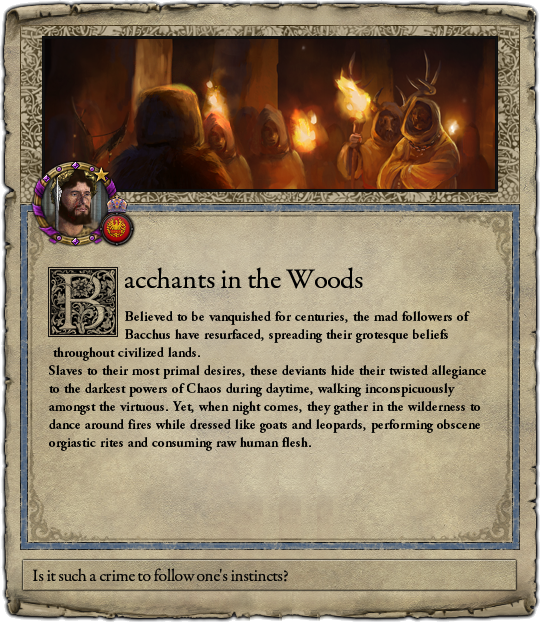 Bacchants in the Woods
Believed to be vanquished for centuries, the mad followers of
Bacchus have resurfaced, spreading their grotesque beliefs
throughout civilized lands.
Slaves to their most primal desires, these deviants hide their twisted allegiance
to the darkest powers of Chaos during daytime, walking inconspicuously
amongst the virtuous. Yet, when night comes, they gather in the wilderness to
dance around fires while dressed like goats and leopards, performing obscene
orgiastic rites and consuming raw human flesh.
Is it such a crime to follow one's instincts?